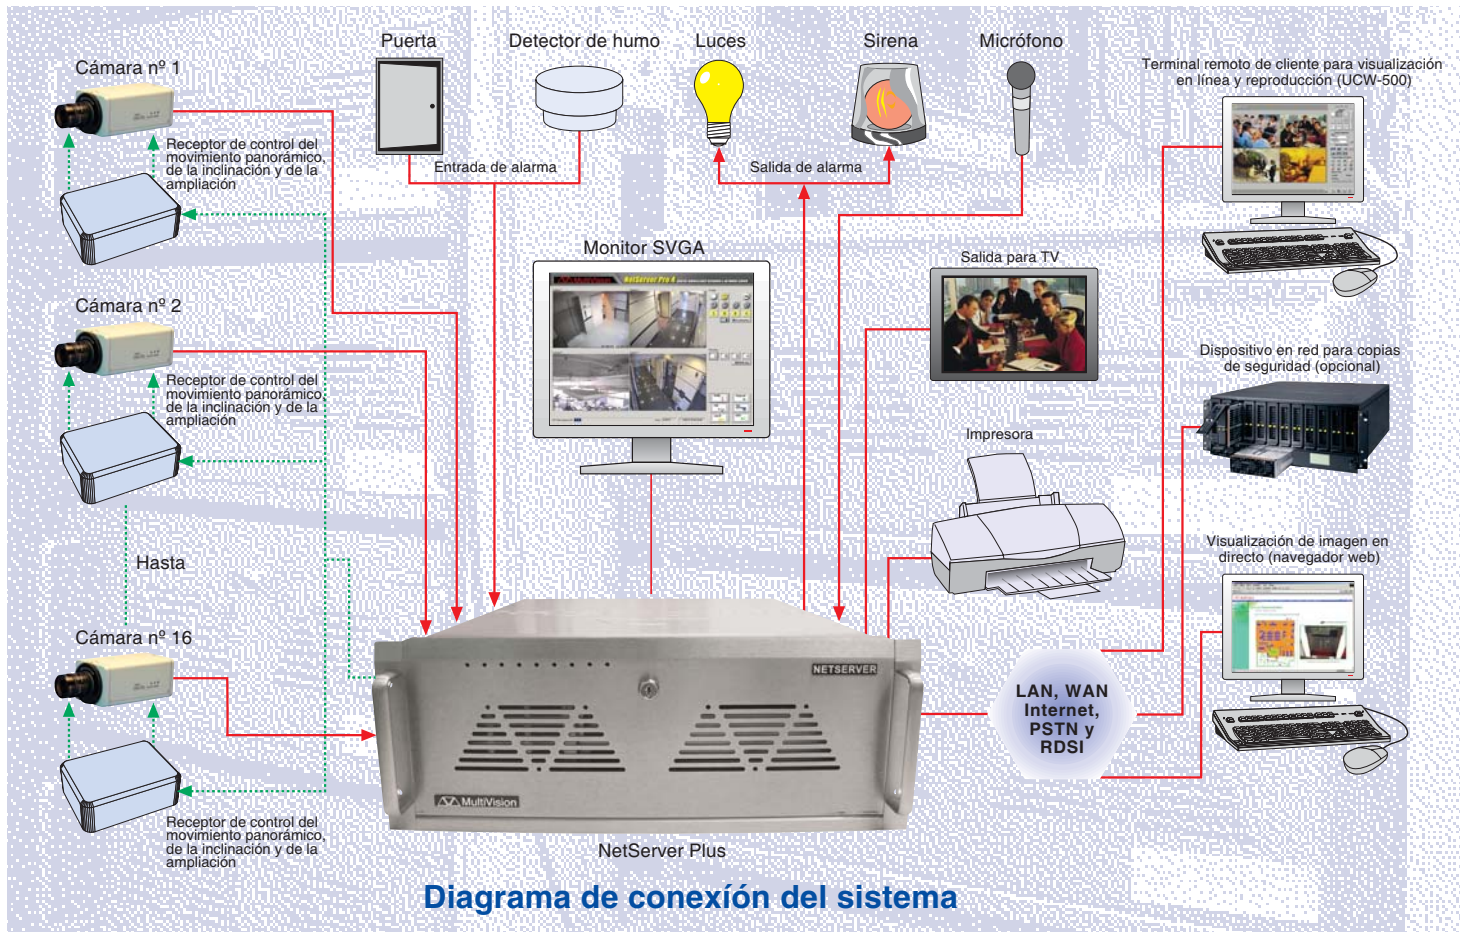 Puerta
Detector de humo
Luces
Sirena
Micrófono
Cámara nº 1
Terminal remoto de cliente para visualización
en línea y reproducción (UCW-500)
Receptor de control del
movimiento panorámico,
de la inclinación y de la
ampliación
Entrada de alarma
Salida de alarma
Monitor SVGA
NetServer Pro 4
Salida para TV
Cámara nº 2
Receptor de control del
movimiento panorámico,
de la inclinación y de la
ampliación
Dispositivo en red para copias
de seguridad (opcional)
Impresora
Hasta
Visualización de imagen en
directo (navegador web)
Cámara nº 16
NETSERVER
LAN, WAN
Internet,
PSTN y
RDSI
MultiVision
Receptor de control del
movimiento panorámico,
de la inclinación y de la
ampliación
NetServer Plus
Diagrama de conexíón del sistema